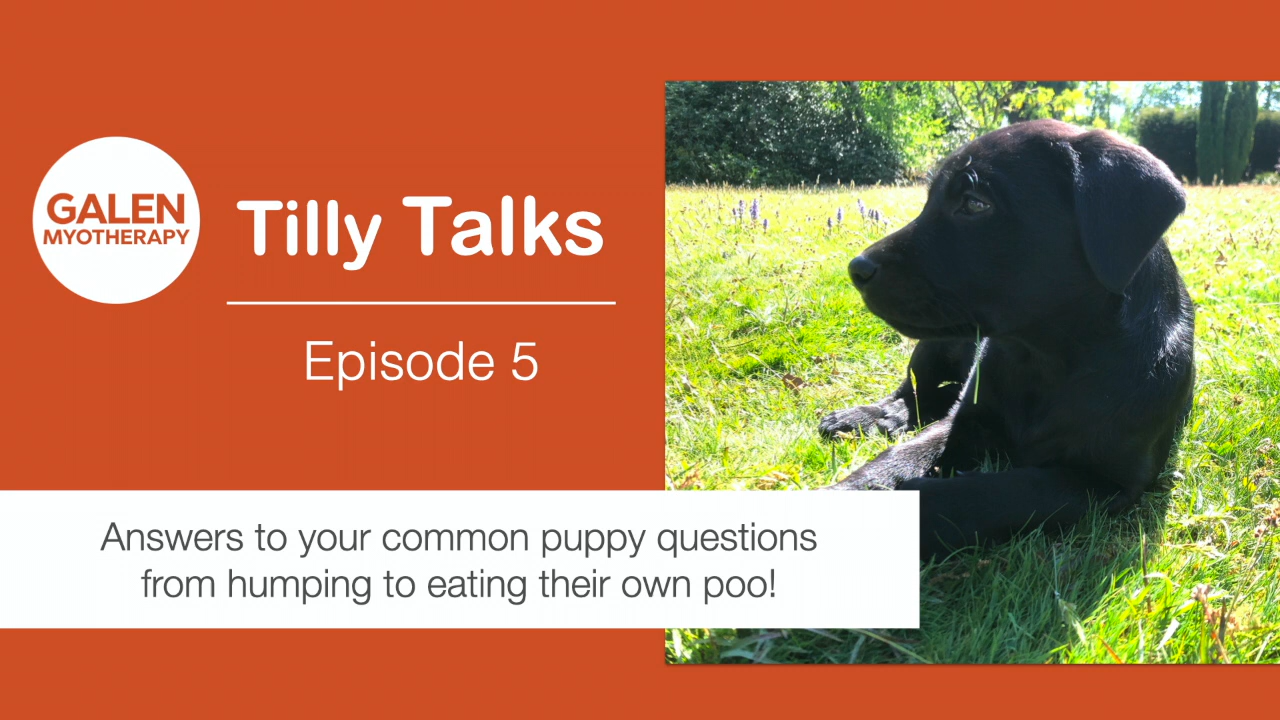 GALEN
MYOTHERAPY
Tilly Talks
Episode 5
Answers to your common puppy questions
from humping to eating their own poo!